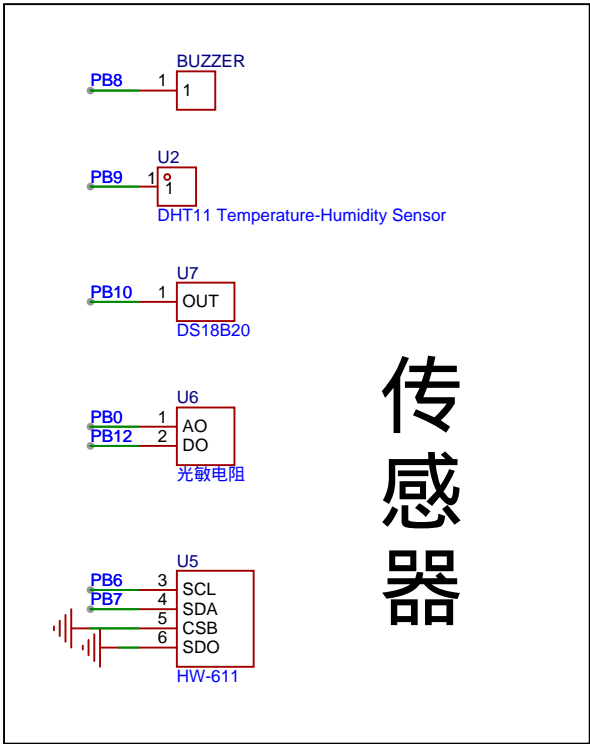 BUZZER
PB8 1 1
U2
PB9 1 1
DHT11 Temperature-Humidity Sensor
U7
PB10 1 OUT
DS18B20
U6
PB0 1 AO
PB12 2 DO
光敏电阻
U5
PB6 3 SCL
PB7 4 SDA
5 CSB
6 SDO
HW-611
传
感
器